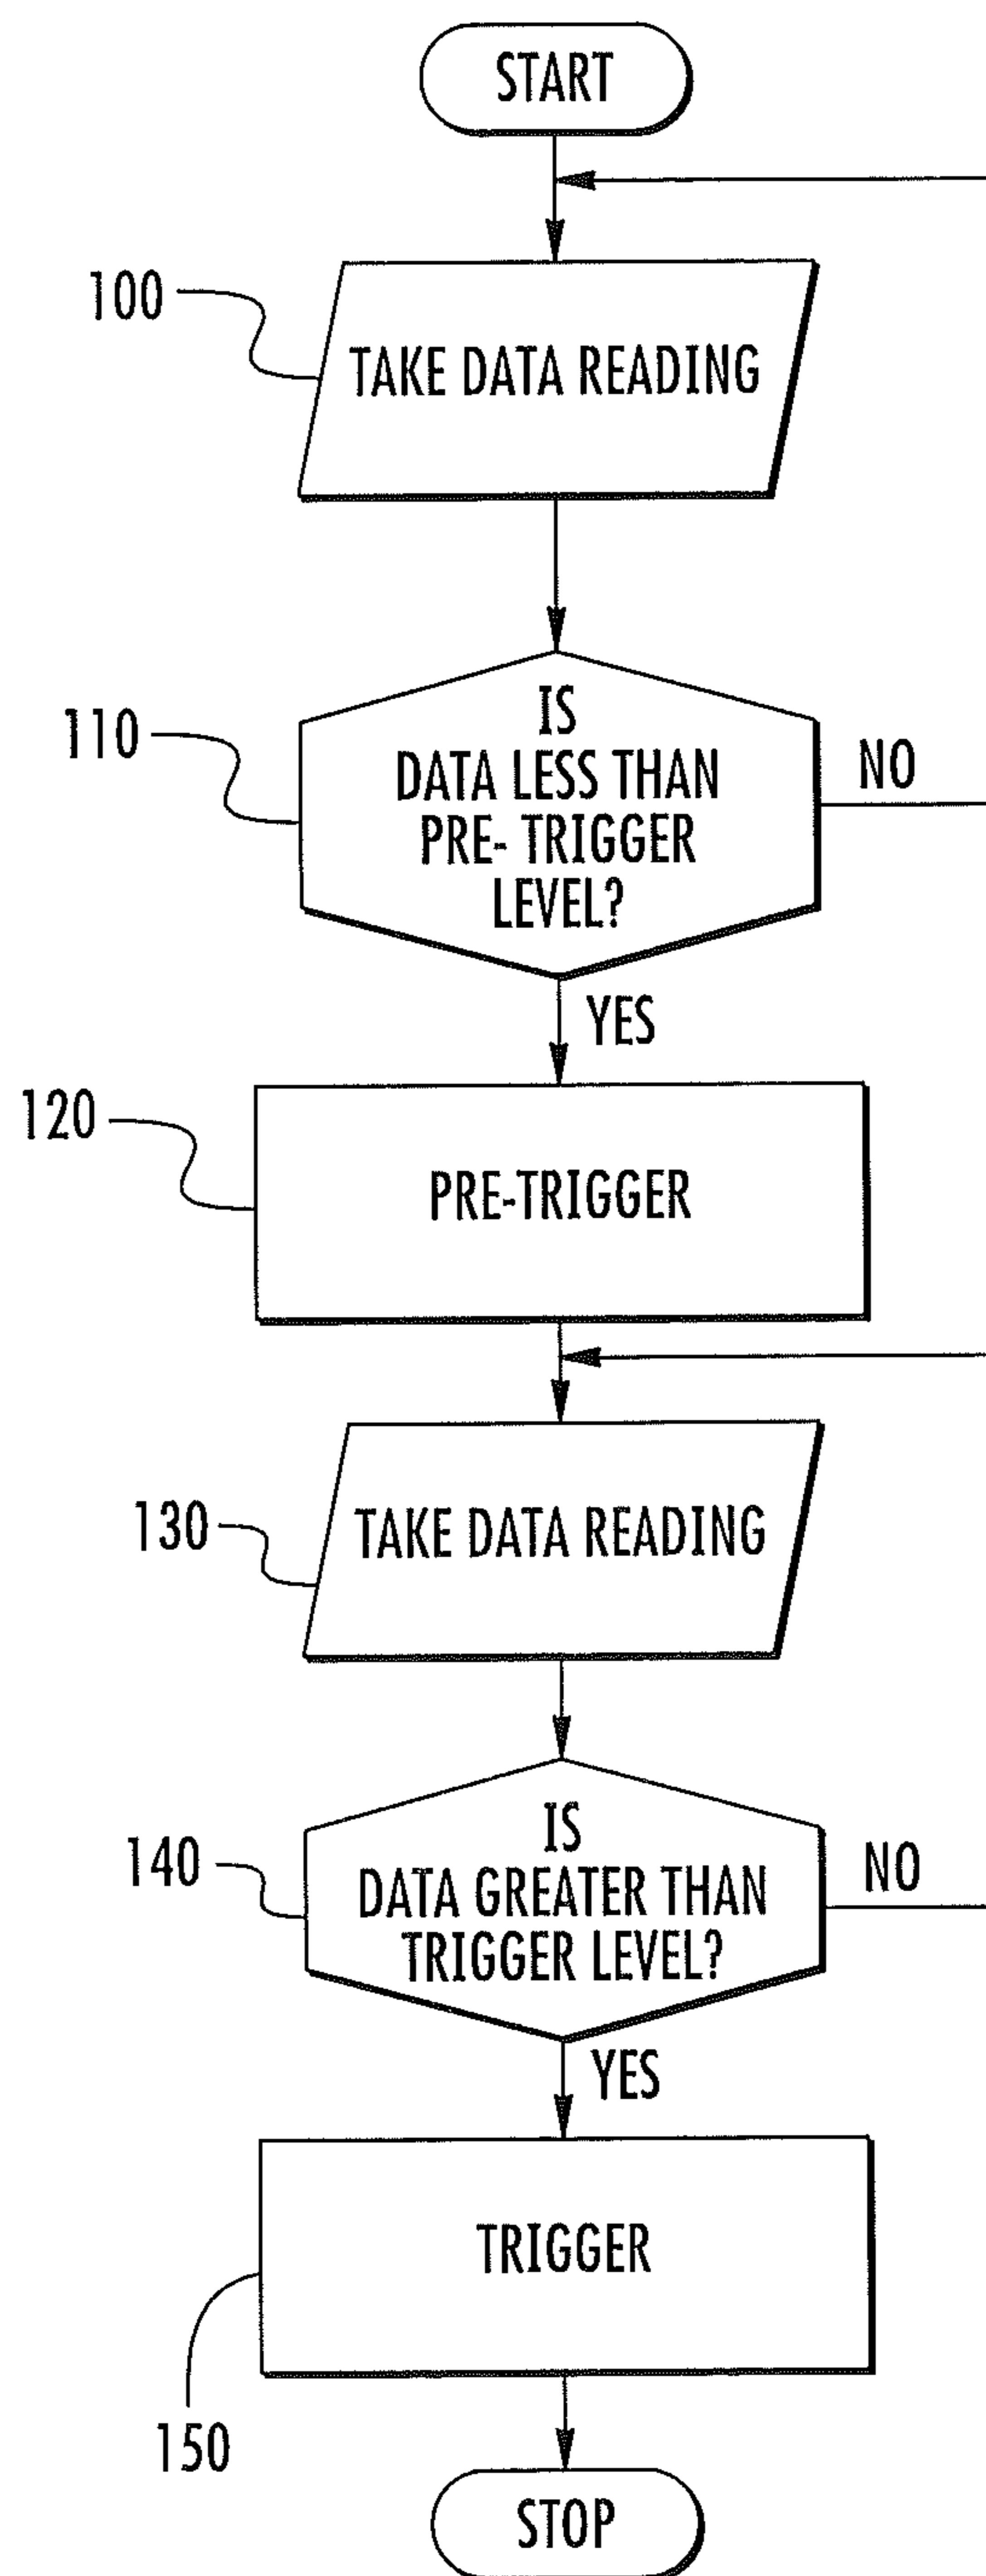 START
100
TAKE DATA READING
110
IS
DATA LESS THAN
PRE- TRIGGER
LEVEL?
NO
YES
120
PRE-TRIGGER
130
TAKE DATA READING
140
IS
DATA GREATER THAN
TRIGGER LEVEL?
NO
YES
TRIGGER
150
STOP